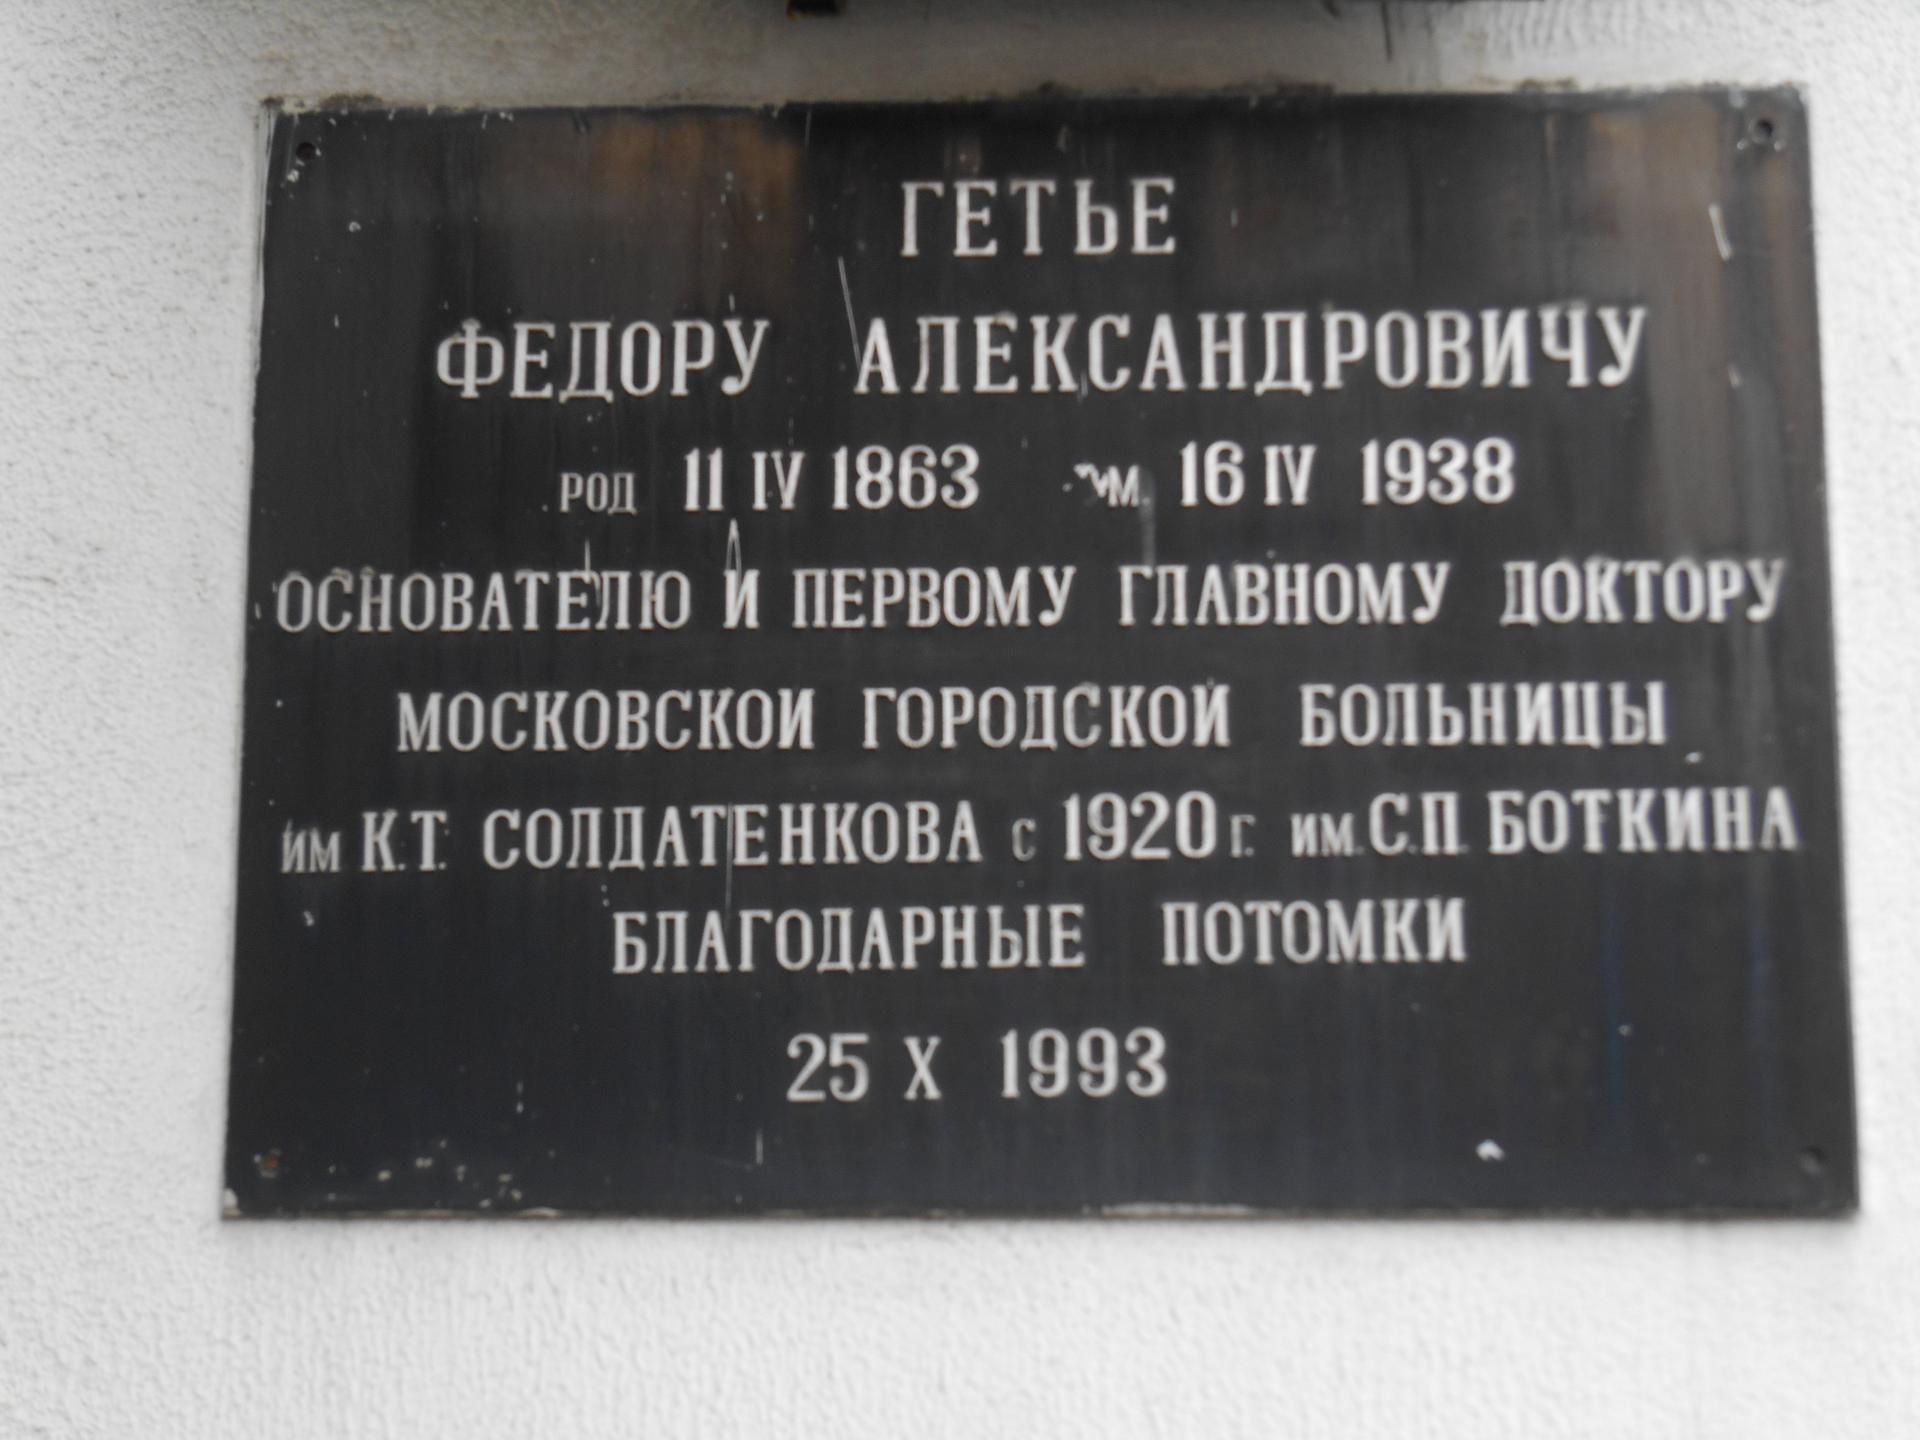 ГЕТЬЕ
ФЕДОРУ АЛЕКСАНДРОВИЧУ
РОД 11 IV 1863 УМ. 16 IV 1938
ОСНОВАТЕЛЮ И ПЕРВОМУ ГЛАВНОМУ ДОКТОРУ
МОСКОВСКОЙ ГОРОДСКОЙ БОЛЬНИЦЫ
ИМ К.Т. СОЛДАТЕНКОВА С 1920 Г. ИМ. С.П. БОТКИНА
БЛАГОДАРНЫЕ ПОТОМКИ
25 X 1993